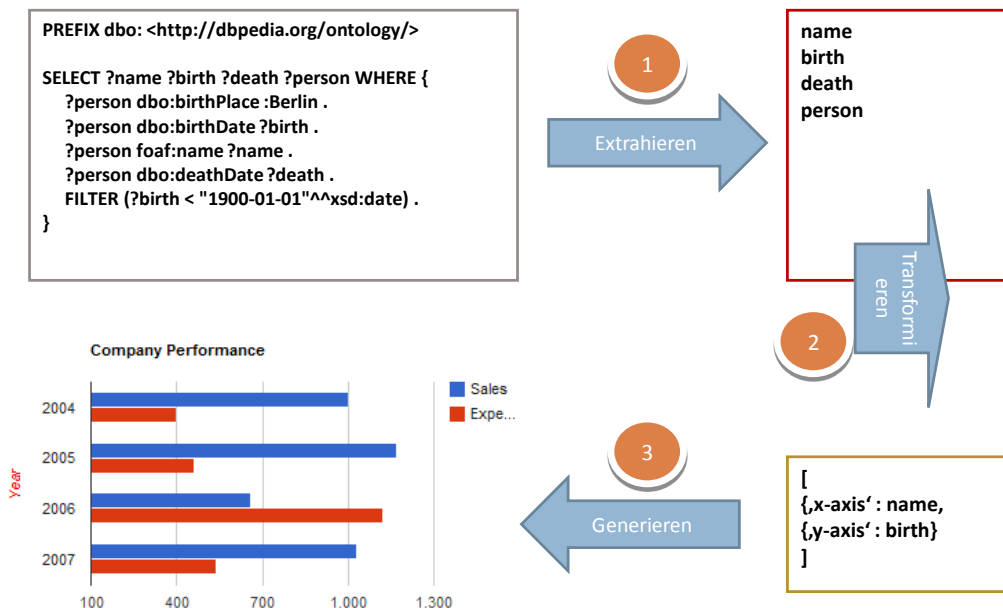 PREFIX dbo: <http://dbpedia.org/ontology/>
SELECT ?name ?birth ?death ?person WHERE {
?person dbo:birthPlace :Berlin .
?person dbo:birthDate ?birth .
?person foaf:name ?name .
?person dbo:deathDate ?death .
FILTER (?birth < "1900-01-01"^^xsd:date) .
}
1
Extrahieren
name
birth
death
person
Transformi
eren
2
[
{‚x-axis‘ : name,
{‚y-axis‘ : birth}
]
3
Generieren
Company Performance
Sales
Expe...
Year
2004
2005
2006
2007
100 400 700 1.000 1.300